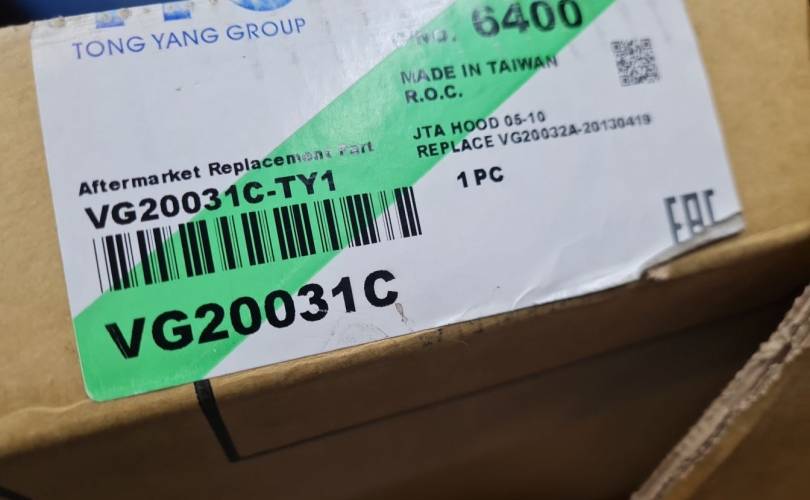 TONG YANG GROUP
NO. 6400
MADE IN TAIWAN
R.O.C.
JTA HOOD 05-10
REPLACE VG20032A-20130419
Aftermarket Replacement Part
VG20031C-TY1
1 PC
EAC
VG20031C